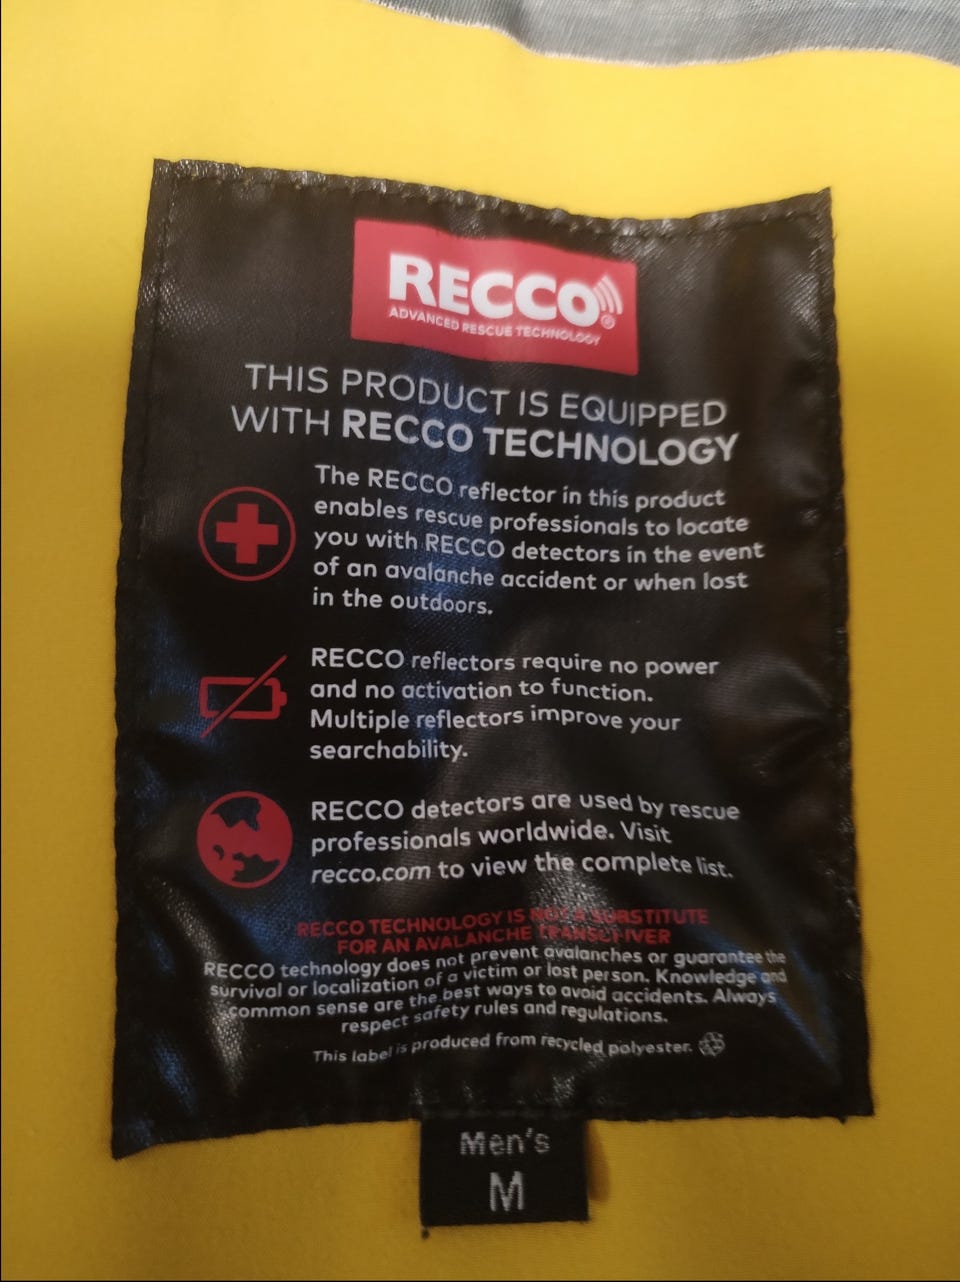 RECCO®
ADVANCED RESCUE TECHNOLOGY
THIS PRODUCT IS EQUIPPED
WITH RECCO TECHNOLOGY
The RECCO reflector in this product
enables rescue professionals to locate
you with RECCO detectors in the event
of an avalanche accident or when lost
in the outdoors.
RECCO reflectors require no power
and no activation to function.
Multiple reflectors improve your
searchability.
RECCO detectors are used by rescue
professionals worldwide. Visit
recco.com to view the complete list.
RECCO TECHNOLOGY IS NOT A SUBSTITUTE
FOR AN AVALANCHE TRANSCEIVER
RECCO technology does not prevent avalanches or guarantee the
survival or localization of a victim or lost person. Knowledge and
common sense are the best ways to avoid accidents. Always
respect safety rules and regulations.
This label is produced from recycled polyester.
Men's
M